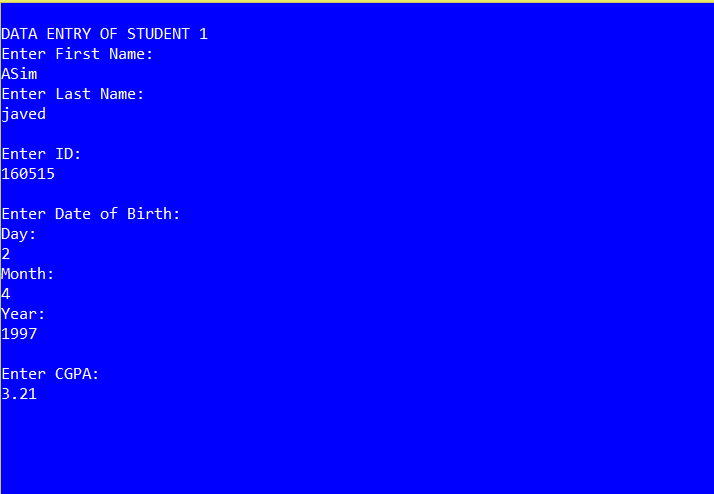 DATA ENTRY OF STUDENT 1
Enter First Name:
ASim
Enter Last Name:
javed
Enter ID:
160515
Enter Date of Birth:
Day:
2
Month:
4
Year:
1997
Enter CGPA:
3.21